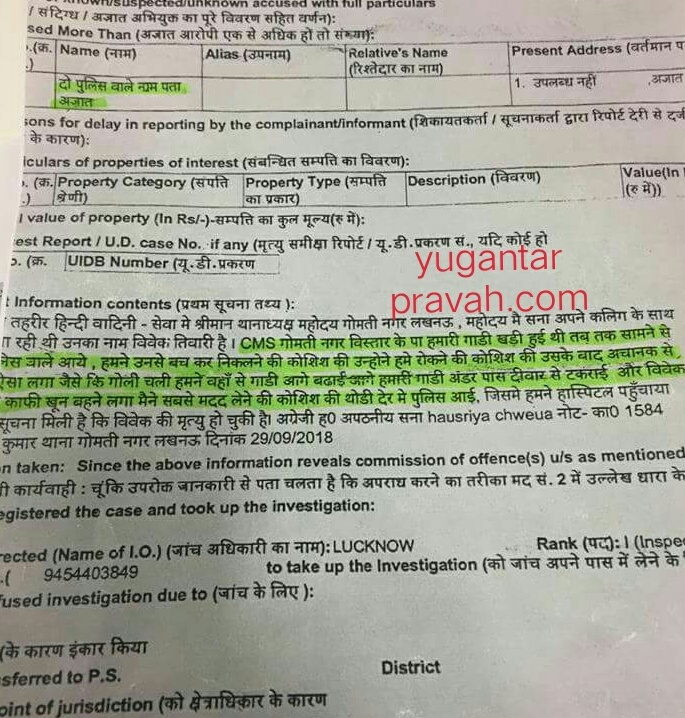 /suspected/unknown accused with full particulars
/ संदिग्ध / अज्ञात अभियुक्त का पूरे विवरण सहित वर्णन):
sed More Than (अज्ञात आरोपी एक से अधिक हों तो संख्या):
.(क्र. Name (नाम) Alias (उपनाम) Relative's Name Present Address (वर्तमान प
.) (रिश्तेदार का नाम)
दो पुलिस वाले नाम पता 1. उपलब्ध नहीं ,अज्ञात
अज्ञात
sons for delay in reporting by the complainant/informant (शिकायतकर्ता / सूचनाकर्ता द्वारा रिपोर्ट देरी से दर्ज
के कारण):
iculars of properties of interest (संबन्धित सम्पत्ति का विवरण):
. (क्र. Property Category (संपत्ति Property Type (सम्पत्ति Description (विवरण) Value(In
.) श्रेणी) का प्रकार) (रु में))
l value of property (In Rs/-)-सम्पत्ति का कुल मूल्य(रु में):
est Report / U.D. case No., if any (मृत्यु समीक्षा रिपोर्ट / यू.डी.प्रकरण सं., यदि कोई हो
o. (क्र. UIDB Number (यू.डी.प्रकरण
yugantar
pravah.com
t Information contents (प्रथम सूचना तथ्य ):
तहरीर हिन्दी वादिनी - सेवा मे श्रीमान थानाध्यक्ष महोदय गोमती नगर लखनऊ , महोदय मै सना अपने कलिग के साथ
रही थी उनका नाम विवेक तिवारी है । CMS गोमती नगर विस्तार के पा हमारी गाडी खडी हुई थी तब तक सामने से
वाले आये , हमने उनसे बच कर निकलने की कोशिश की उन्होने हमे रोकने की कोशिश की उसके बाद अचानक से
ऐसा लगा जैसे कि गोली चली हमने वहाँ से गाडी आगे बढाई आगे हमारी गाडी अंडर पास दीवार से टकराई और विवेक
काफी खून बहने लगा मैने सबसे मदद लेने की कोशिश की थोडी देर मे पुलिस आई, जिसमे हमने हास्पिटल पहुँचाया
सूचना मिली है कि विवेक की मृत्यु हो चुकी है। अग्रेजी ह0 अपठनीय सना hausriya chweua नोट- का0 1584
कुमार थाना गोमती नगर लखनऊ दिनांक 29/09/2018
n taken: Since the above information reveals commission of offence(s) u/s as mentioned
ी कार्यवाही : चूंकि उपरोक्त जानकारी से पता चलता है कि अपराध करने का तरीका मद सं. 2 में उल्लेख धारा के
egistered the case and took up the investigation:
rected (Name of I.O.) (जांच अधिकारी का नाम): LUCKNOW Rank (पद): I (Inspec
.( 9454403849 to take up the Investigation (को जांच अपने पास में लेने के
fused investigation due to (जांच के लिए ):
(के कारण इंकार किया
sferred to P.S. District
oint of jurisdiction (को क्षेत्राधिकार के कारण